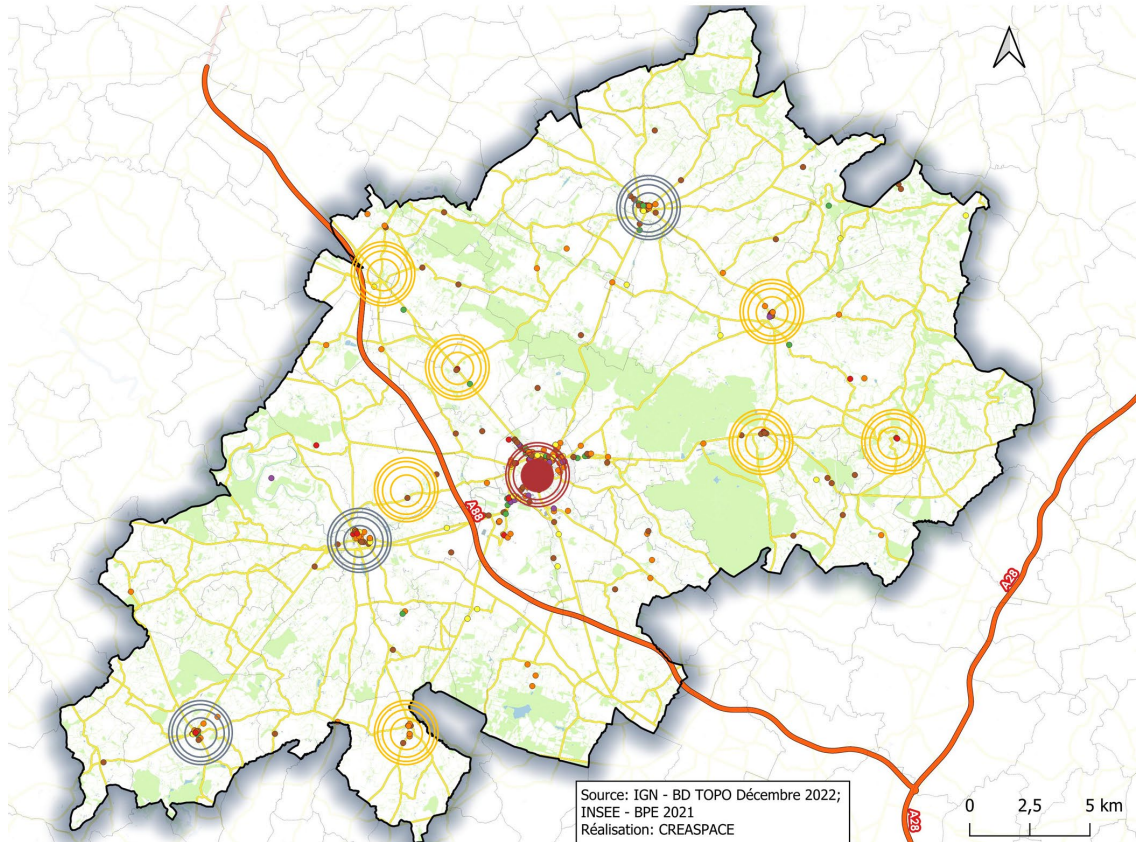 A88
A28
A28
Source: IGN - BD TOPO Décembre 2022;
INSEE - BPE 2021
Réalisation: CREASPACE
0 2,5 5 km